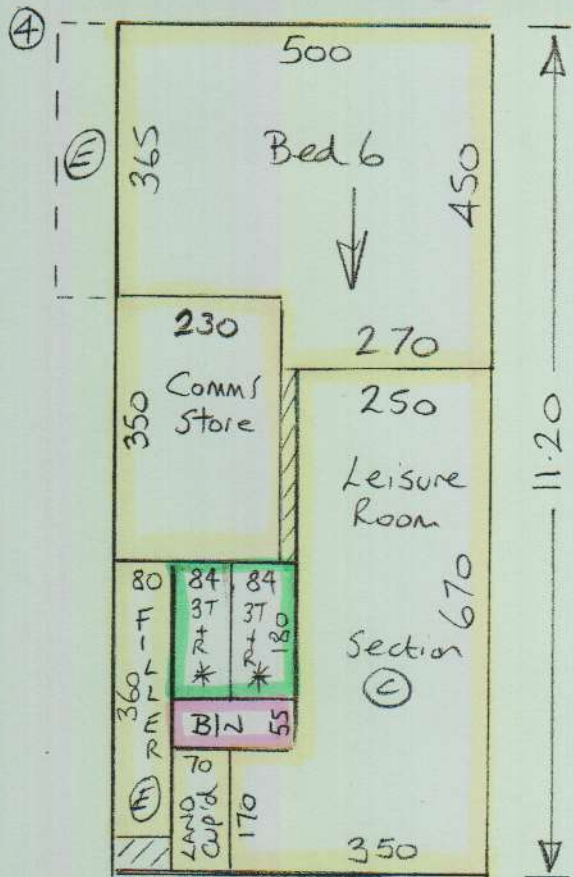 ④
500
Bed 6
Ⓔ
365
450
230
270
Comms
Store
350
250
Leisure
Room
11.20
670
80
FILLER
360
Ⓔ
84
3T
+
R
*
84
3T
+
R
*
180
Section
Ⓒ
B/N
55
70
LAND
Cup'd
170
350